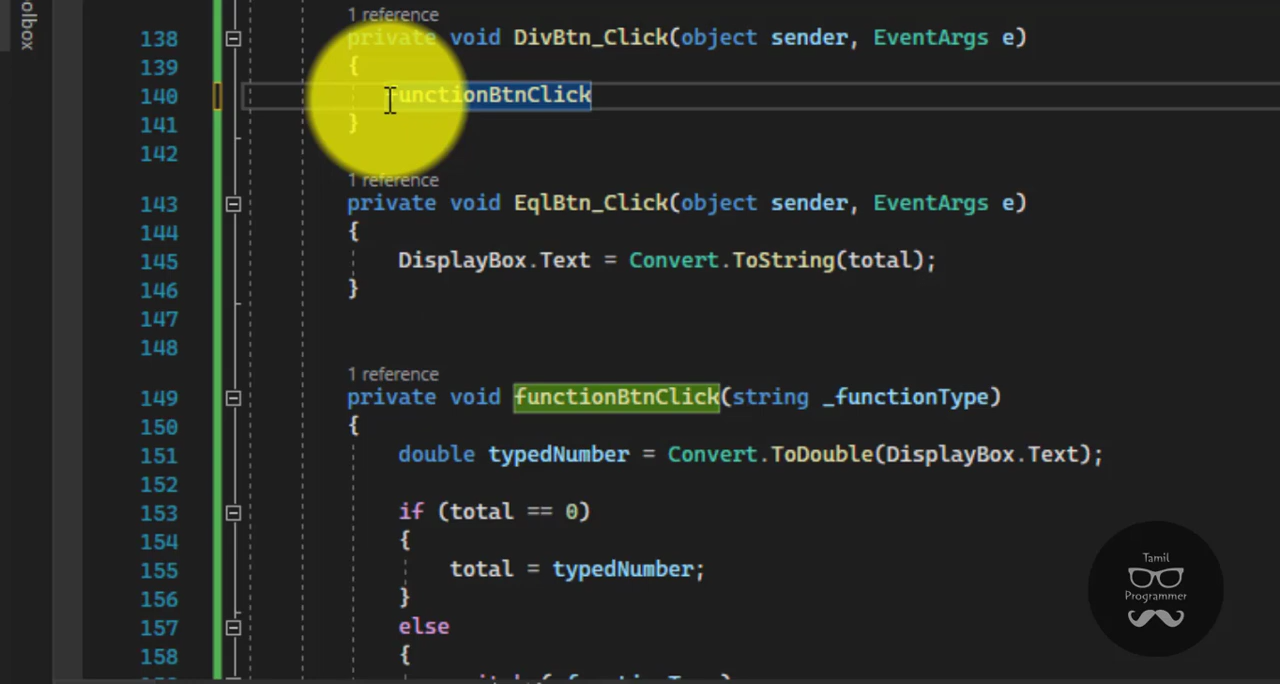 olbox
1 reference
138 private void DivBtn_Click(object sender, EventArgs e)
139 {
140 functionBtnClick
141 }
142
1 reference
143 private void EqlBtn_Click(object sender, EventArgs e)
144 {
145 DisplayBox.Text = Convert.ToString(total);
146 }
147
148
1 reference
149 private void functionBtnClick(string _functionType)
150 {
151 double typedNumber = Convert.ToDouble(DisplayBox.Text);
152
153 if (total == 0)
154 {
155 total = typedNumber;
156 }
157 else
158 {
Tamil
Programmer